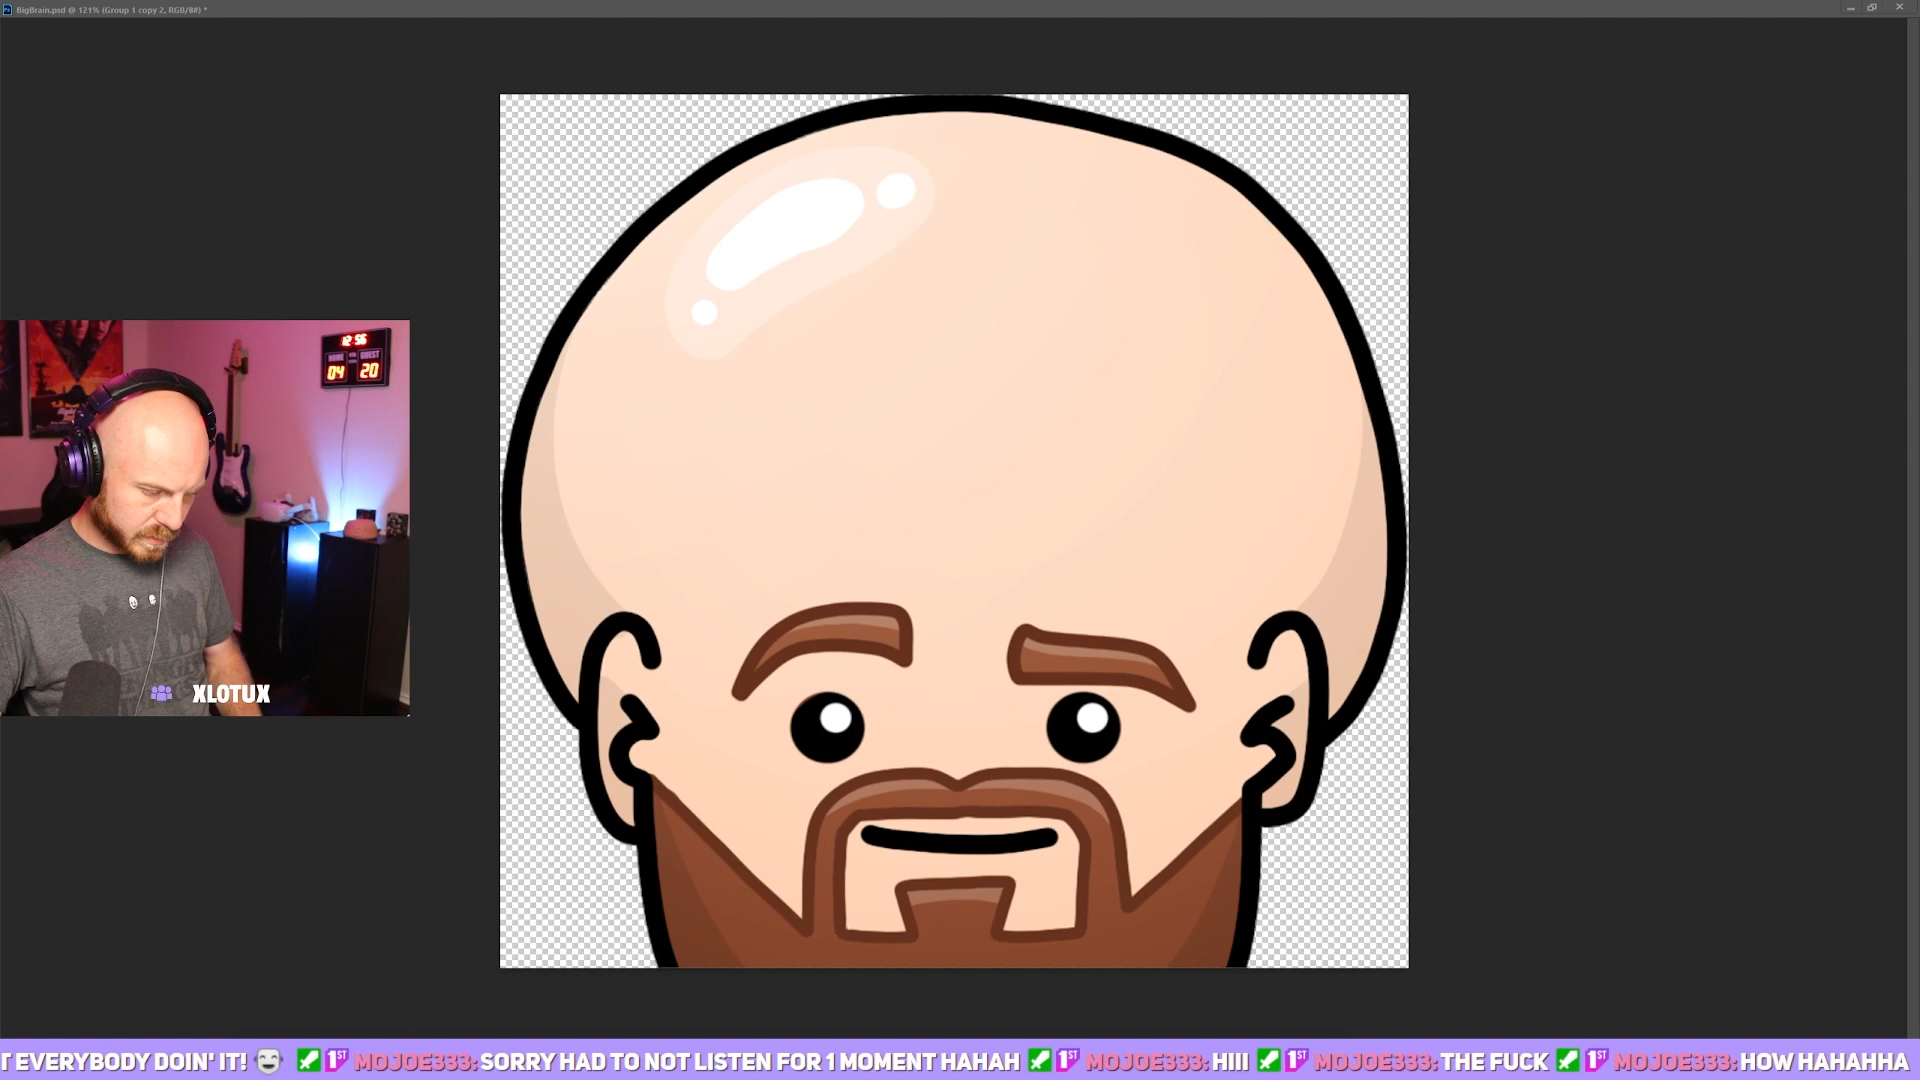 BigBrain.psd @ 121% (Group 1 copy 2, RGB/8#) *
12:56
HOME
GUEST
04
20
XLOTUX
T EVERYBODY DOIN' IT! 1ST MOJOE333: SORRY HAD TO NOT LISTEN FOR 1 MOMENT HAHAH 1ST MOJOE333: HIII 1ST MOJOE333: THE FUCK 1ST MOJOE333: HOW HAHAHHA